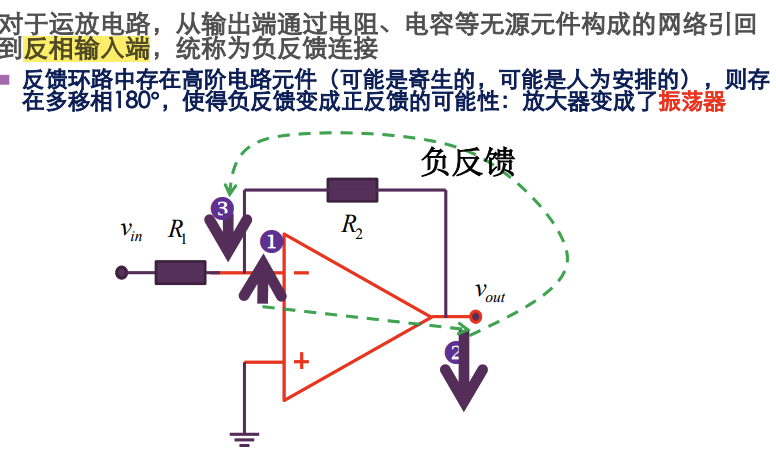 对于运放电路，从输出端通过电阻、电容等无源元件构成的网络引回
到反相输入端，统称为负反馈连接
反馈环路中存在高阶电路元件（可能是寄生的，可能是人为安排的），则存
在多移相180°，使得负反馈变成正反馈的可能性：放大器变成了振荡器
负反馈
3
v_in R_1 R_2
1
−
v_out
2
+